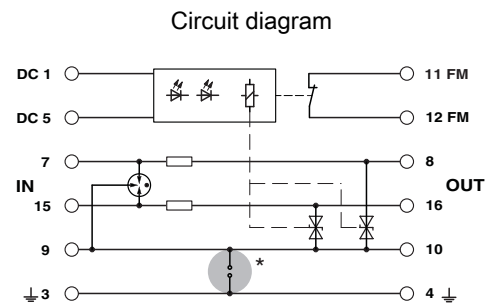 Circuit diagram
DC 1
11 FM
DC 5
12 FM
7
8
IN
OUT
15
16
9
10
*
3
4